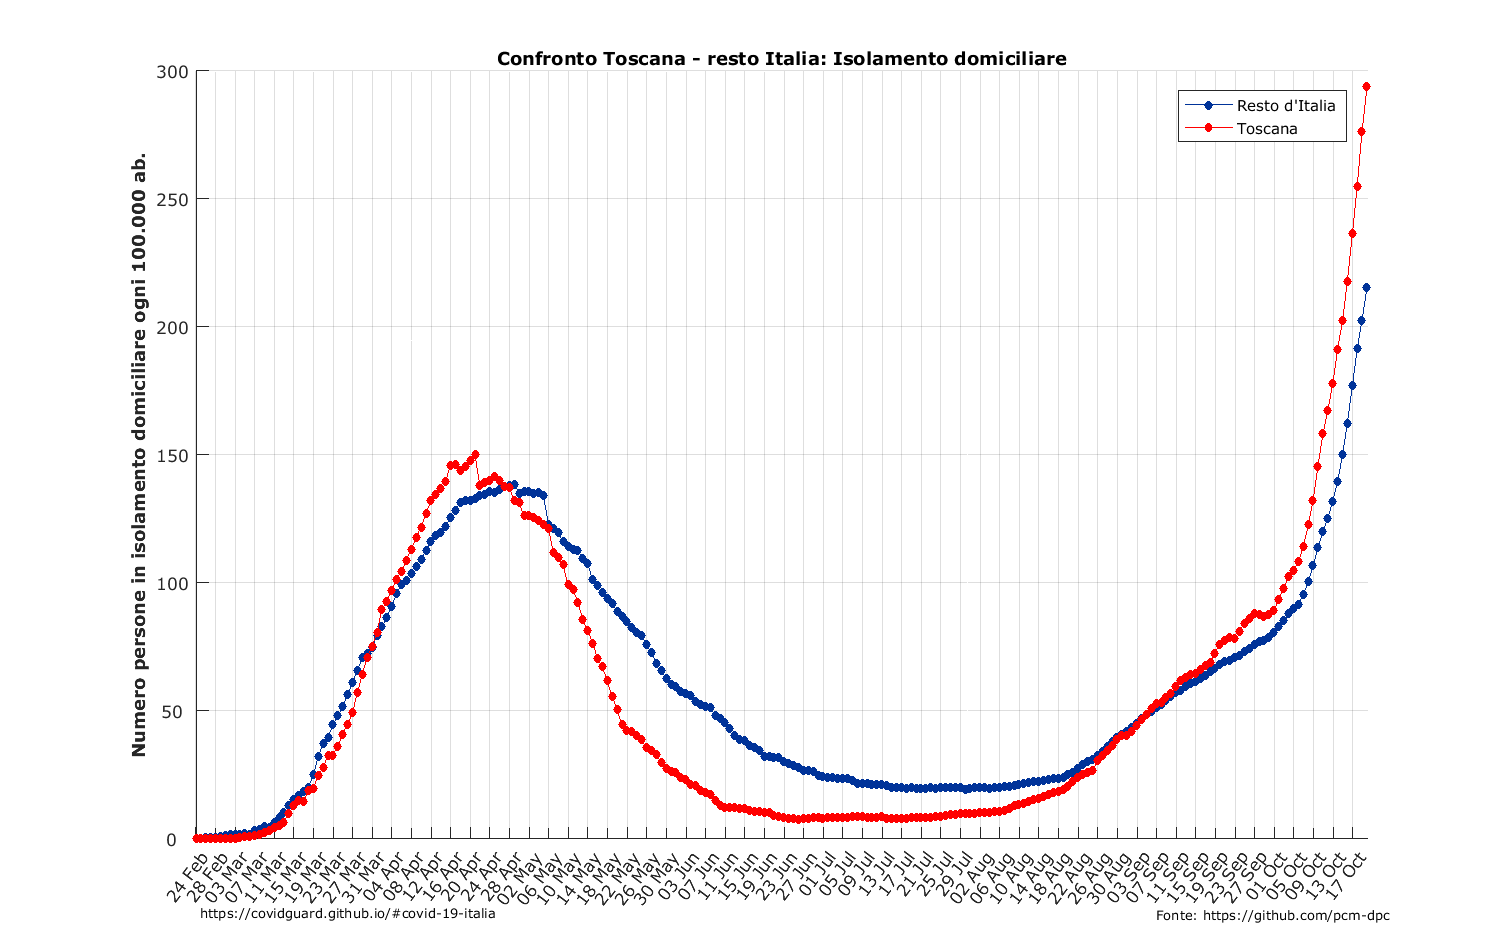 Confronto Toscana - resto Italia: Isolamento domiciliare
Numero persone in isolamento domiciliare ogni 100.000 ab.
300
250
200
150
100
50
0
Resto d'Italia
Toscana
24 Feb
28 Feb
03 Mar
07 Mar
11 Mar
15 Mar
19 Mar
23 Mar
27 Mar
31 Mar
04 Apr
08 Apr
12 Apr
16 Apr
20 Apr
24 Apr
28 Apr
02 May
06 May
10 May
14 May
18 May
22 May
26 May
30 May
03 Jun
07 Jun
11 Jun
15 Jun
19 Jun
23 Jun
27 Jun
01 Jul
05 Jul
09 Jul
13 Jul
17 Jul
21 Jul
25 Jul
29 Jul
02 Aug
06 Aug
10 Aug
14 Aug
18 Aug
22 Aug
26 Aug
30 Aug
03 Sep
07 Sep
11 Sep
15 Sep
19 Sep
23 Sep
27 Sep
01 Oct
05 Oct
09 Oct
13 Oct
17 Oct
https://covidguard.github.io/#covid-19-italia
Fonte: https://github.com/pcm-dpc